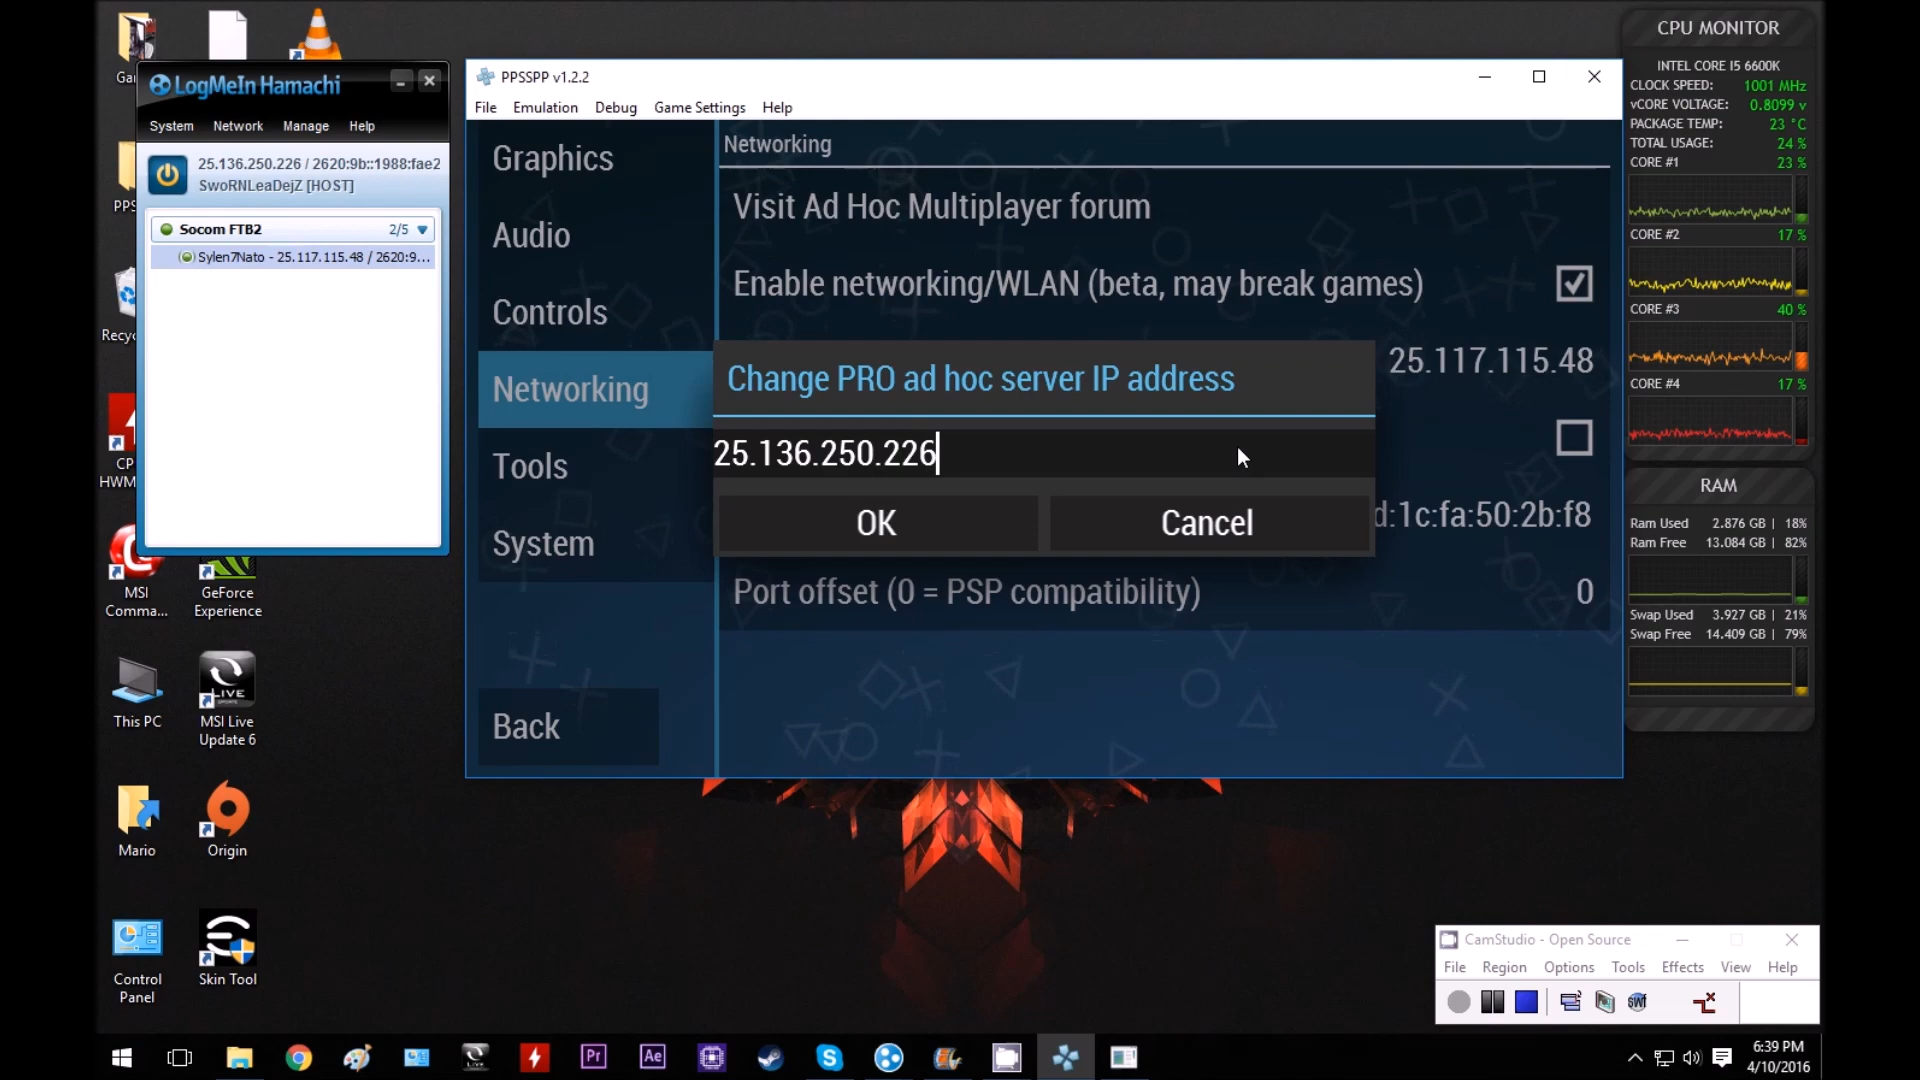 Ga
LogMeIn Hamachi
System Network Manage Help
25.136.250.226 / 2620:9b::1988:fae2
SwoRNLeaDejZ [HOST]
Socom FTB2 2/5
Sylen7Nato - 25.117.115.48 / 2620:9...
PPS
Recyc
CP
HWM
MSI
Comma...
GeForce
Experience
This PC
LIVE
UPDATE 6
MSI Live
Update 6
Mario
Origin
Control
Panel
Skin Tool
PPSSPP v1.2.2
File Emulation Debug Game Settings Help
Graphics
Audio
Controls
Networking
Tools
System
Back
Networking
Visit Ad Hoc Multiplayer forum
Enable networking/WLAN (beta, may break games)
25.117.115.48
Change PRO ad hoc server IP address
25.136.250.226
OK Cancel
d:1c:fa:50:2b:f8
Port offset (0 = PSP compatibility) 0
CPU MONITOR
INTEL CORE I5 6600K
CLOCK SPEED: 1001 MHz
vCORE VOLTAGE: 0.8099 v
PACKAGE TEMP: 23 °C
TOTAL USAGE: 24 %
CORE #1 23 %
CORE #2 17 %
CORE #3 40 %
CORE #4 17 %
RAM
Ram Used 2.876 GB | 18%
Ram Free 13.084 GB | 82%
Swap Used 3.927 GB | 21%
Swap Free 14.409 GB | 79%
CamStudio - Open Source
File Region Options Tools Effects View Help
swf
Pr
Ae
6:39 PM
4/10/2016